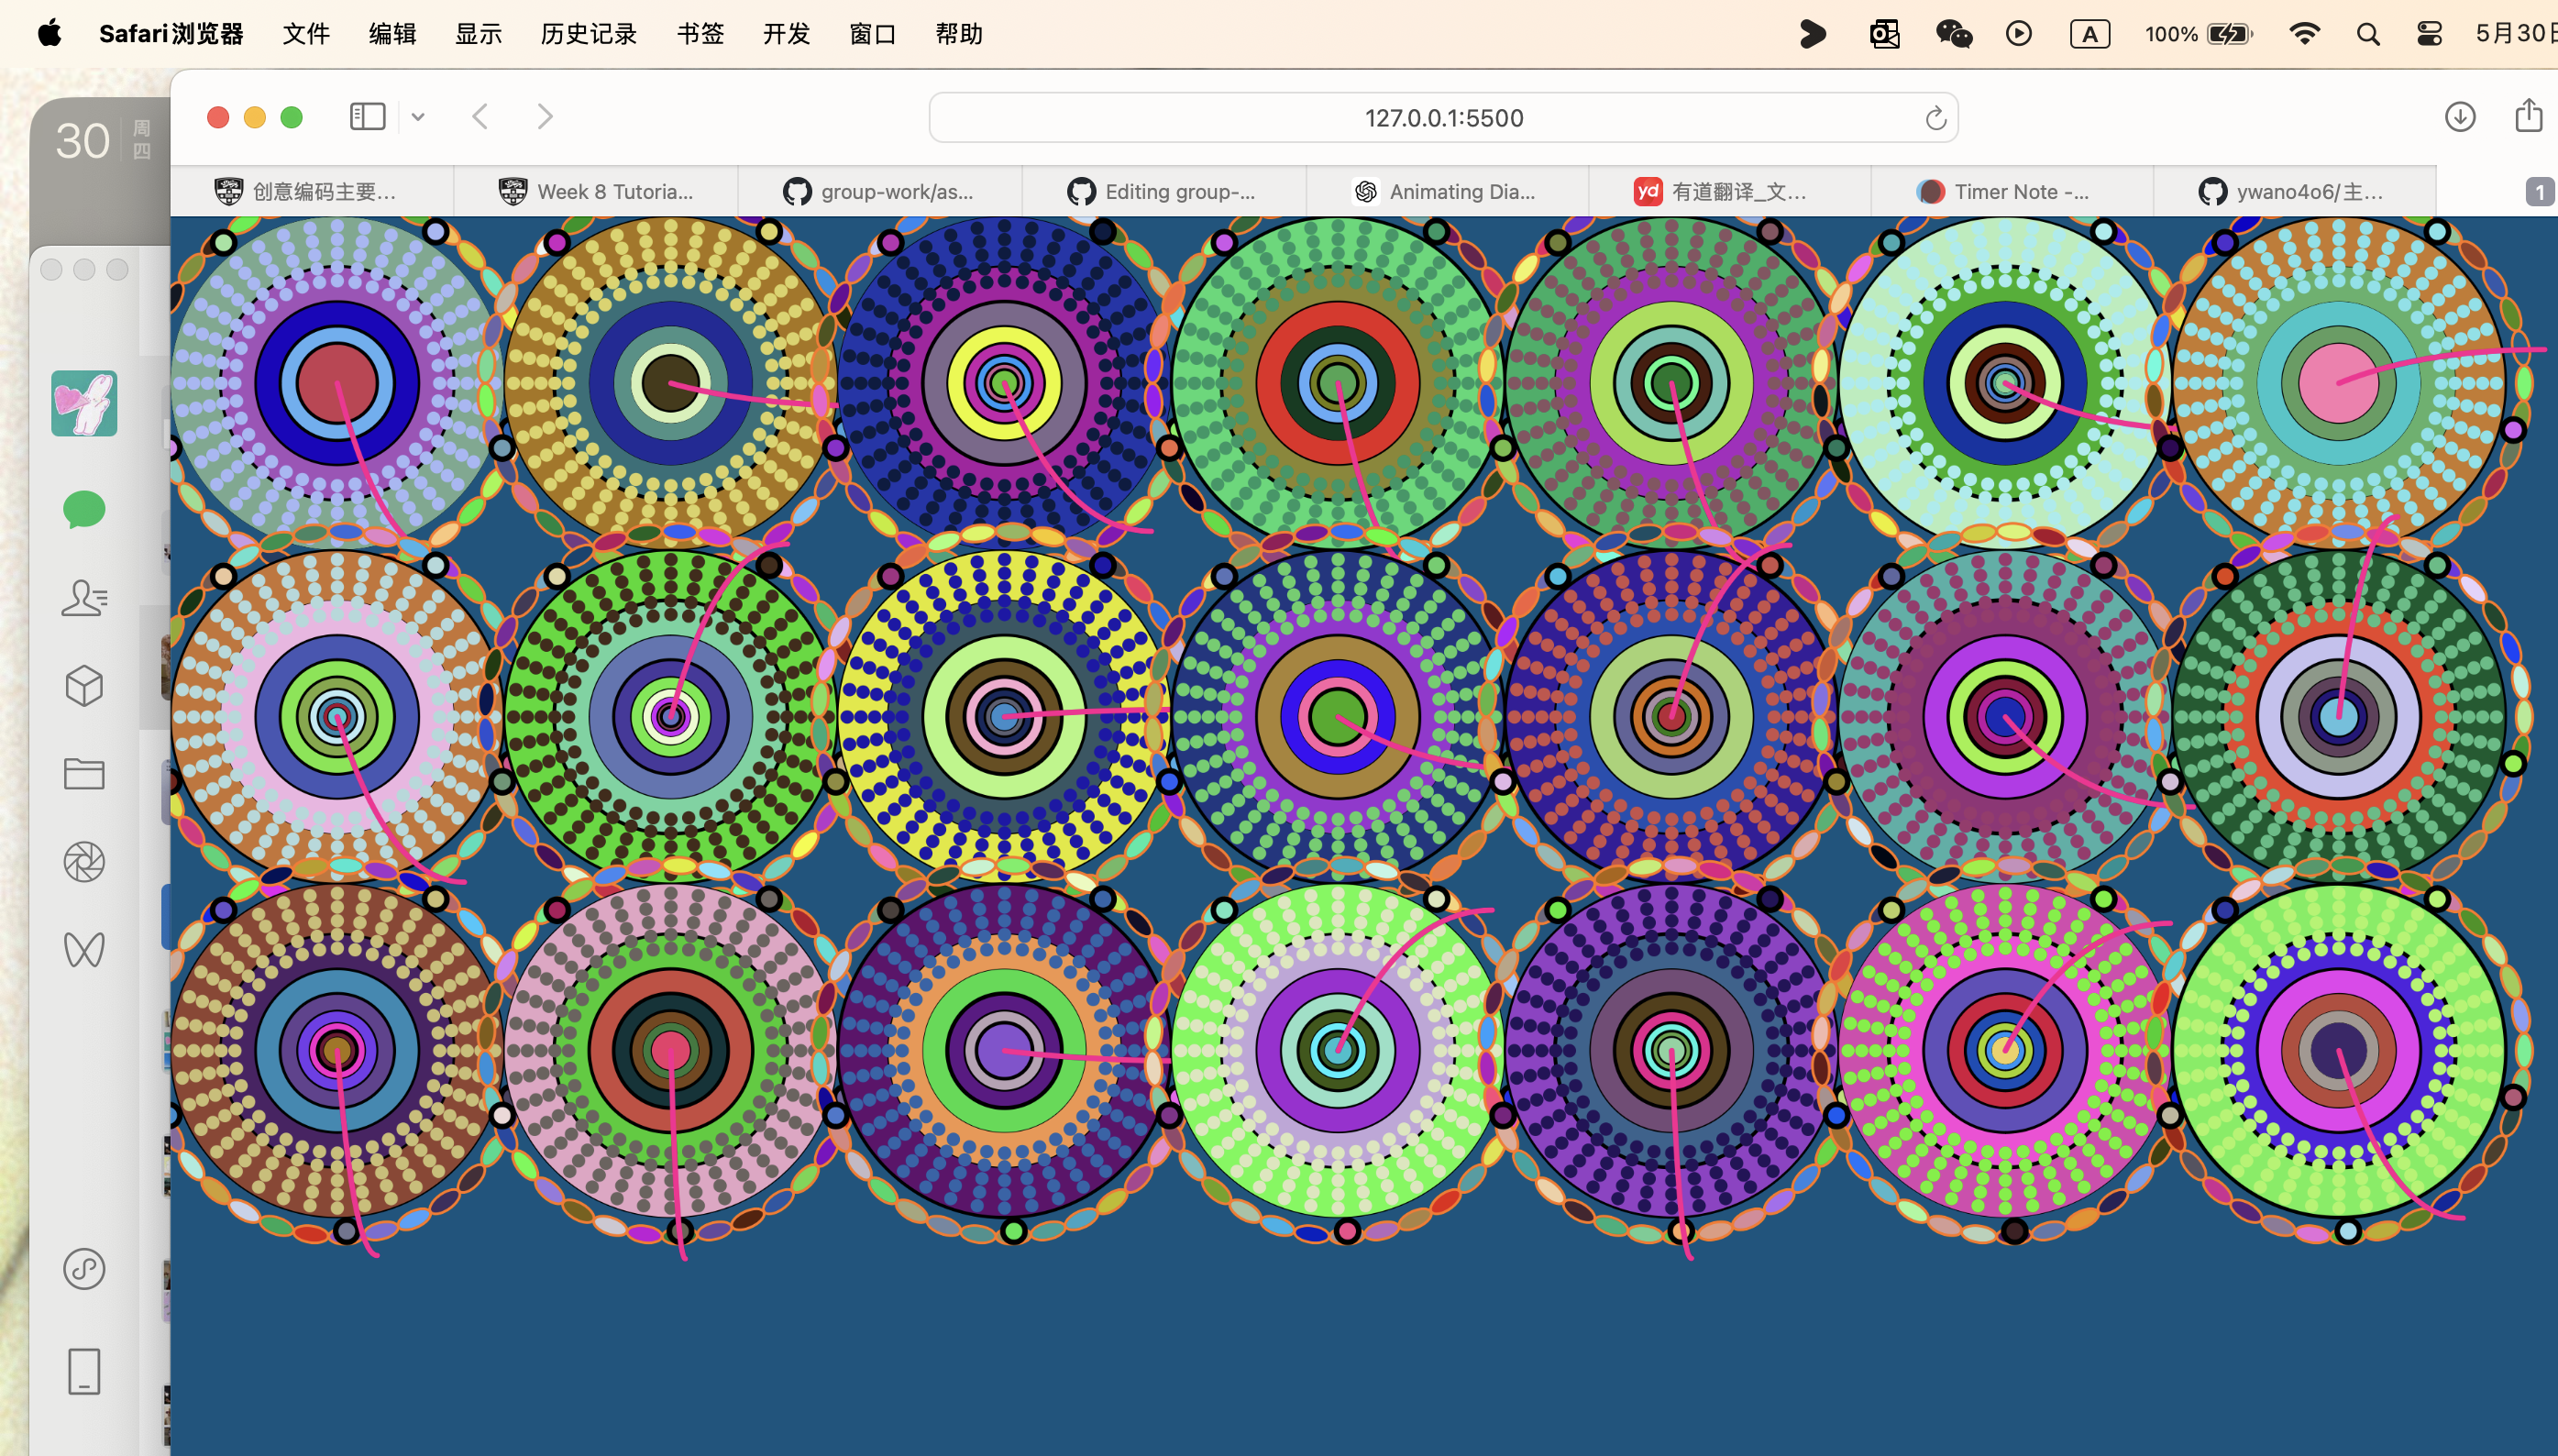 Safari浏览器 文件 编辑 显示 历史记录 书签 开发 窗口 帮助 A 100% 5月30日
30 周四
127.0.0.1:5500
创意编码主要... Week 8 Tutoria... group-work/as... Editing group-... Animating Dia... yd 有道翻译_文... Timer Note -... ywano4o6/主... 1